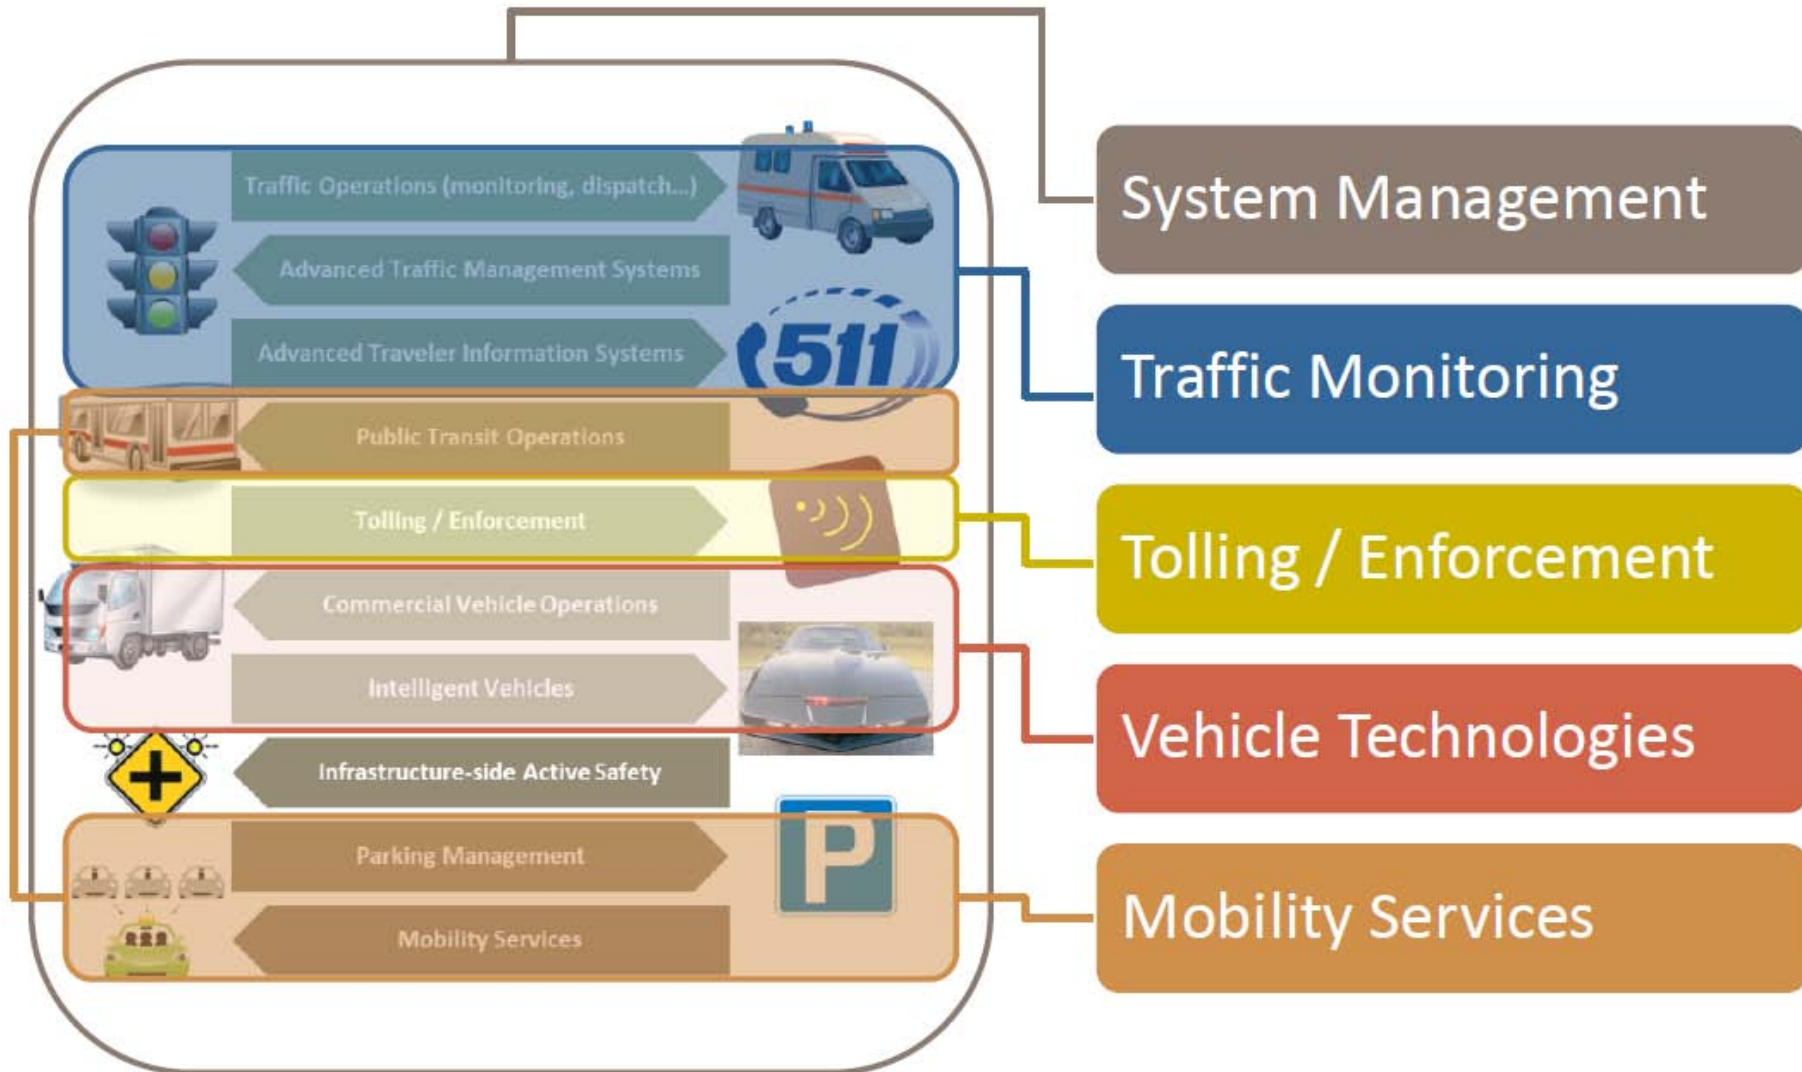 Traffic Operations (monitoring, dispatch...)
Advanced Traffic Management Systems
Advanced Traveler Information Systems
511
Public Transit Operations
Tolling / Enforcement
Commercial Vehicle Operations
Intelligent Vehicles
Infrastructure-side Active Safety
Parking Management
P
Mobility Services
System Management
Traffic Monitoring
Tolling / Enforcement
Vehicle Technologies
Mobility Services